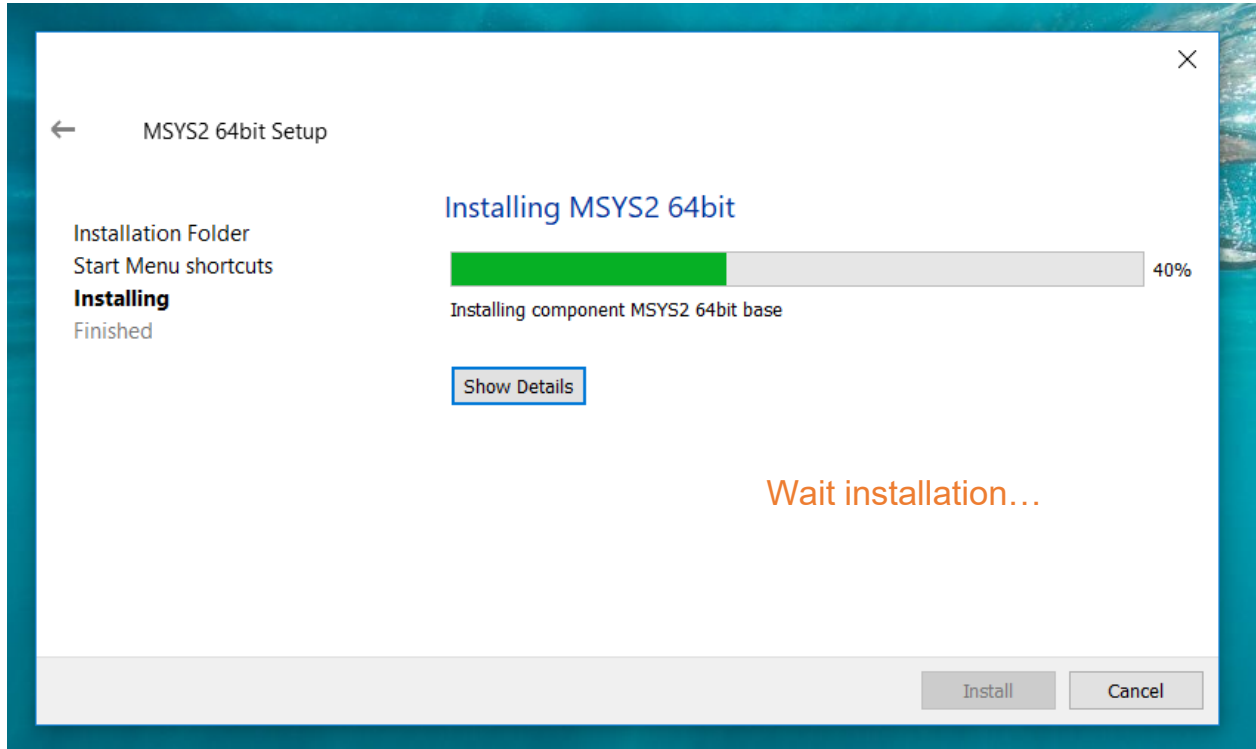 MSYS2 64bit Setup
Installation Folder
Start Menu shortcuts
Installing
Finished
Installing MSYS2 64bit
40%
Installing component MSYS2 64bit base
Show Details
Wait installation…
Install
Cancel